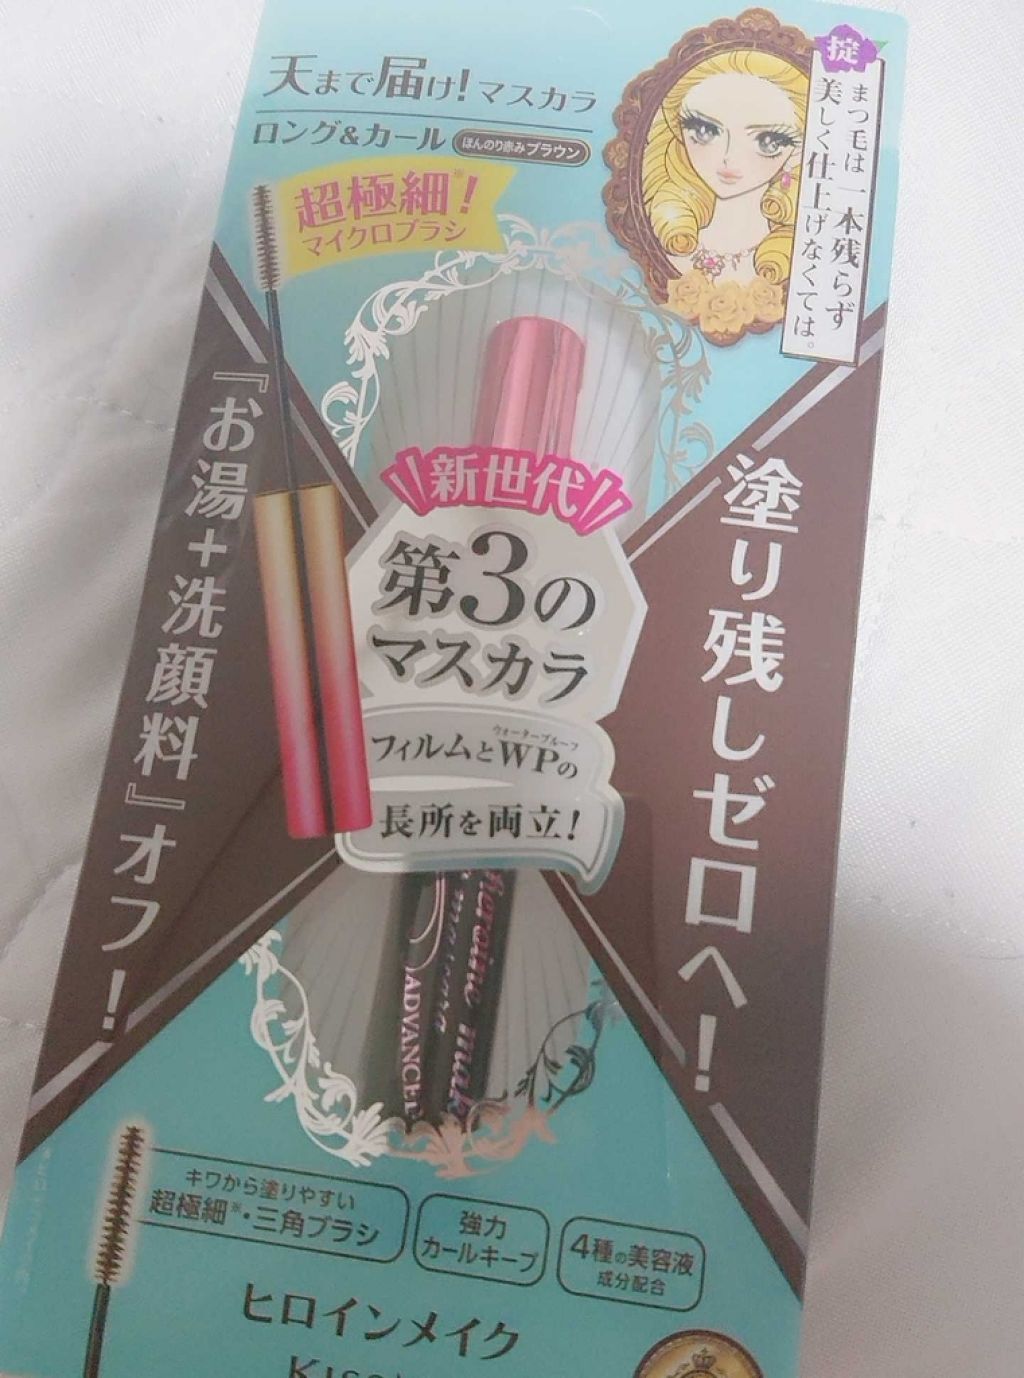 天まで届け!マスカラ
ロング&カール
ほんのり赤みブラウン
超極細※!
マイクロブラシ
掟
まつ毛は一本残らず
美しく仕上げなくては。
『お湯+洗顔料』オフ!
塗り残しゼロへ!
新世代
第3の
マスカラ
ウォータープルーフ
フィルムとWPの
長所を両立!
heroine make
ADVANCED
キワから塗りやすい
超極細※・三角ブラシ
強力
カールキープ
4種の美容液
成分配合
ヒロインメイク